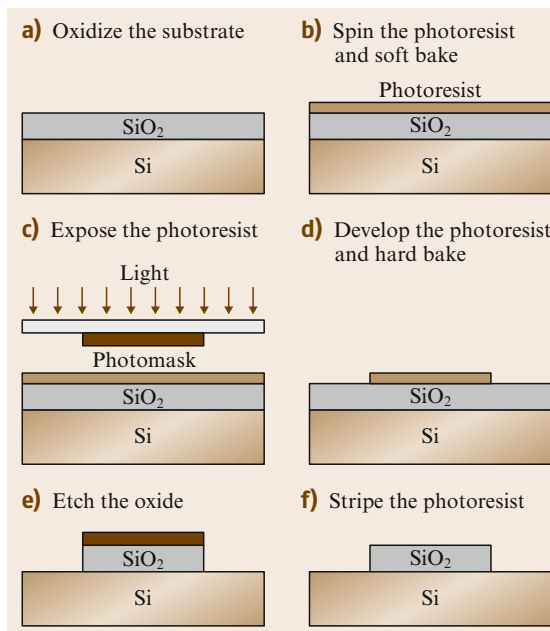 a) Oxidize the substrate
SiO₂
Si
b) Spin the photoresist
and soft bake
Photoresist
SiO₂
Si
c) Expose the photoresist
Light
Photomask
SiO₂
Si
d) Develop the photoresist
and hard bake
SiO₂
Si
e) Etch the oxide
SiO₂
Si
f) Stripe the photoresist
SiO₂
Si